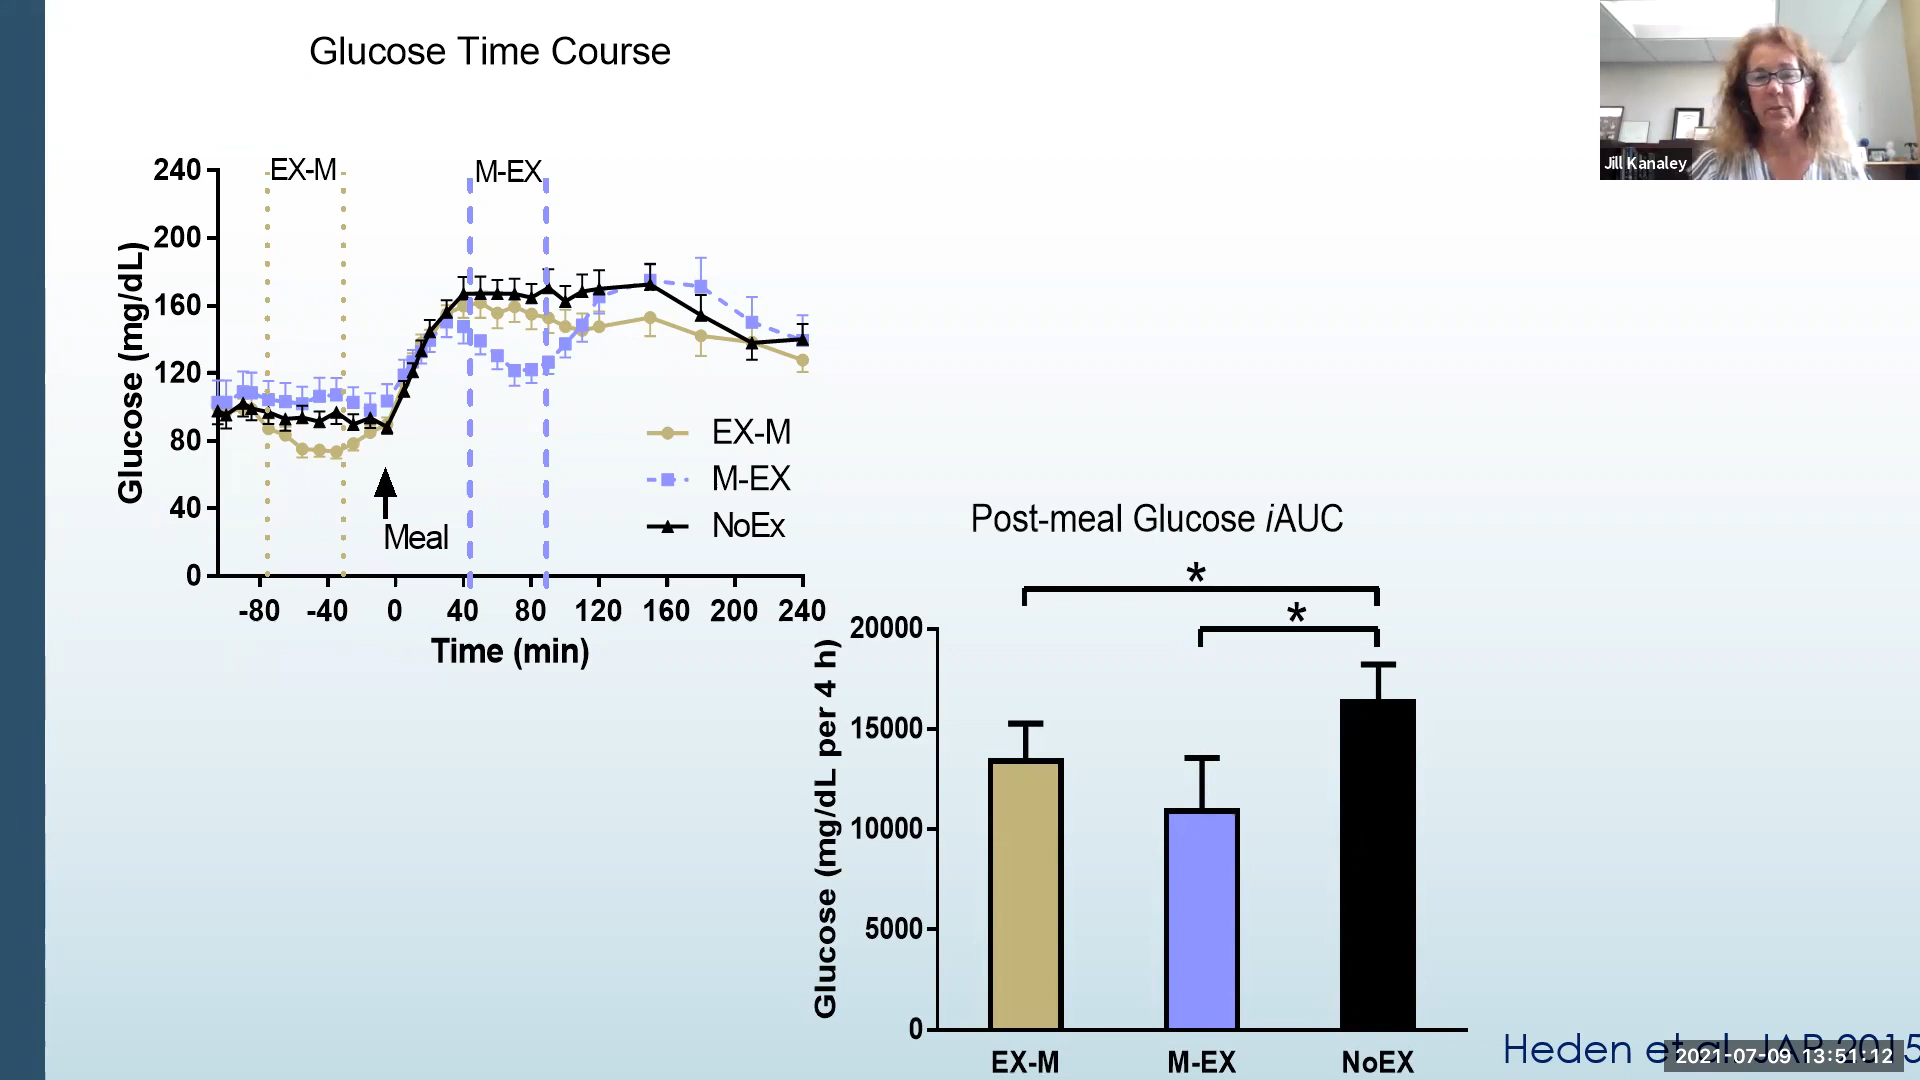 Glucose Time Course
Jill Kanaley
EX-M
M-EX
240
200
160
120
80
40
0
Glucose (mg/dL)
Meal
EX-M
M-EX
NoEx
-80 -40 0 40 80 120 160 200 240
Time (min)
Post-meal Glucose iAUC
*
*
20000
15000
10000
5000
0
Glucose (mg/dL per 4 h)
EX-M M-EX NoEX
Heden et al JAP 2015
2021-07-09 13:51:12